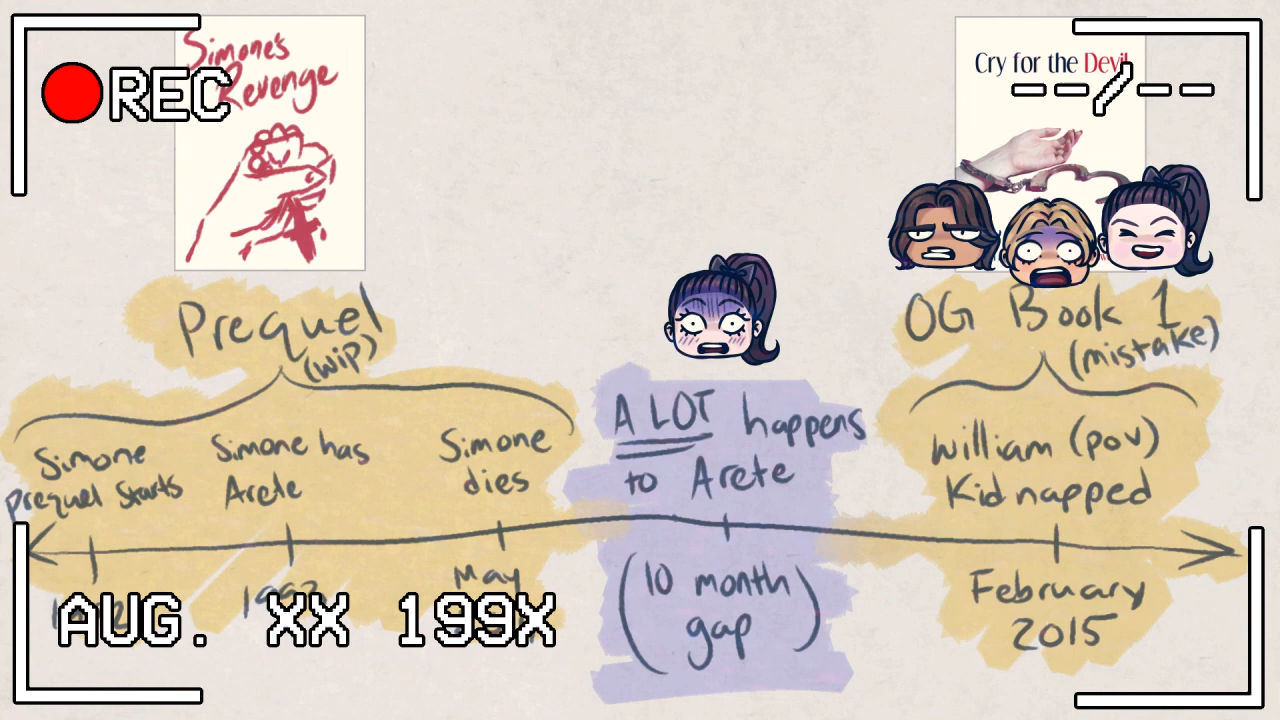 Simone's
Revenge
REC
Cry for the Devil
--/--
Prequel
(WIP)
OG Book 1
(mistake)
Simone
prequel starts
Simone has
Arete
Simone
dies
A LOT happens
to Arete
William (POV)
Kidnapped
May
(10 month
gap)
February
2015
AUG. XX 199X